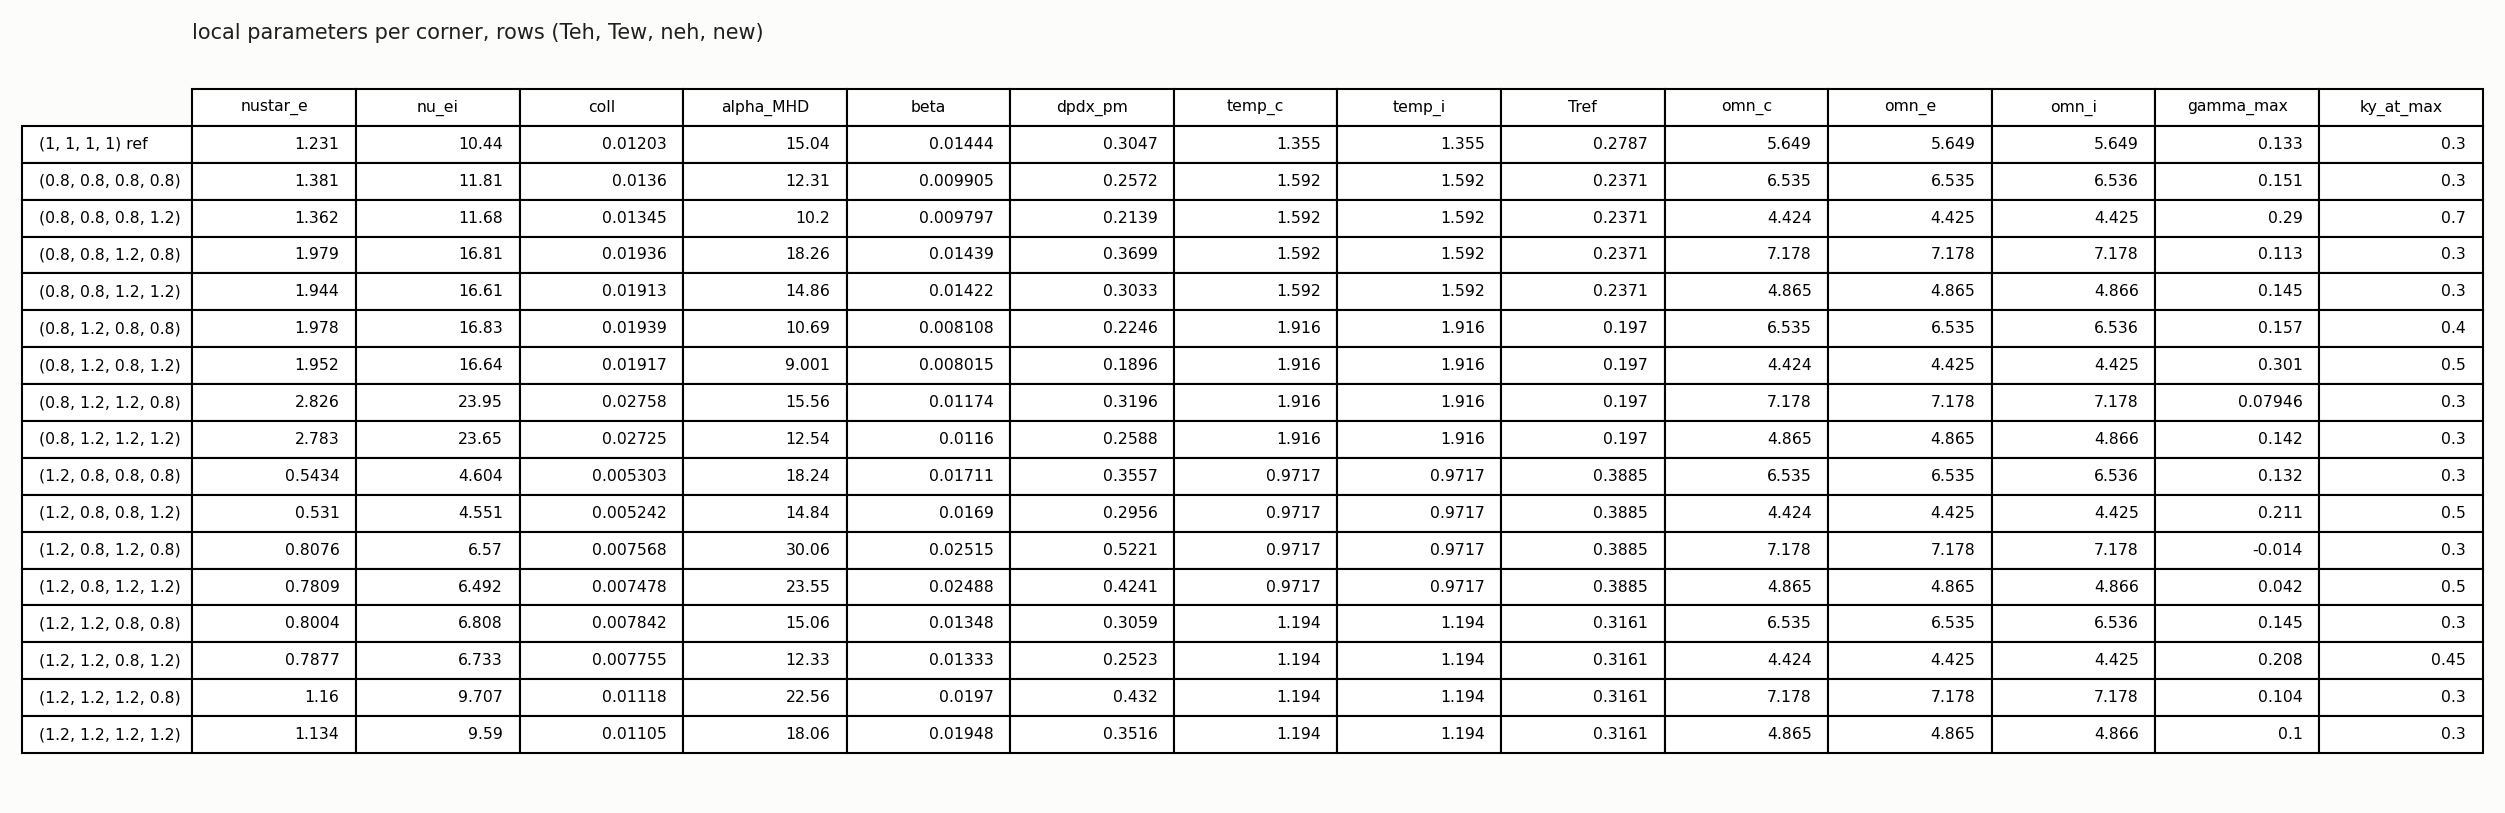 local parameters per corner, rows (Teh, Tew, neh, new)
nustar_e nu_ei coll alpha_MHD beta dpdx_pm temp_c temp_i Tref omn_c omn_e omn_i gamma_max ky_at_max
(1, 1, 1, 1) ref 1.231 10.44 0.01203 15.04 0.01444 0.3047 1.355 1.355 0.2787 5.649 5.649 5.649 0.133 0.3
(0.8, 0.8, 0.8, 0.8) 1.381 11.81 0.0136 12.31 0.009905 0.2572 1.592 1.592 0.2371 6.535 6.535 6.536 0.151 0.3
(0.8, 0.8, 0.8, 1.2) 1.362 11.68 0.01345 10.2 0.009797 0.2139 1.592 1.592 0.2371 4.424 4.425 4.425 0.29 0.7
(0.8, 0.8, 1.2, 0.8) 1.979 16.81 0.01936 18.26 0.01439 0.3699 1.592 1.592 0.2371 7.178 7.178 7.178 0.113 0.3
(0.8, 0.8, 1.2, 1.2) 1.944 16.61 0.01913 14.86 0.01422 0.3033 1.592 1.592 0.2371 4.865 4.865 4.866 0.145 0.3
(0.8, 1.2, 0.8, 0.8) 1.978 16.83 0.01939 10.69 0.008108 0.2246 1.916 1.916 0.197 6.535 6.535 6.536 0.157 0.4
(0.8, 1.2, 0.8, 1.2) 1.952 16.64 0.01917 9.001 0.008015 0.1896 1.916 1.916 0.197 4.424 4.425 4.425 0.301 0.5
(0.8, 1.2, 1.2, 0.8) 2.826 23.95 0.02758 15.56 0.01174 0.3196 1.916 1.916 0.197 7.178 7.178 7.178 0.07946 0.3
(0.8, 1.2, 1.2, 1.2) 2.783 23.65 0.02725 12.54 0.0116 0.2588 1.916 1.916 0.197 4.865 4.865 4.866 0.142 0.3
(1.2, 0.8, 0.8, 0.8) 0.5434 4.604 0.005303 18.24 0.01711 0.3557 0.9717 0.9717 0.3885 6.535 6.535 6.536 0.132 0.3
(1.2, 0.8, 0.8, 1.2) 0.531 4.551 0.005242 14.84 0.0169 0.2956 0.9717 0.9717 0.3885 4.424 4.425 4.425 0.211 0.5
(1.2, 0.8, 1.2, 0.8) 0.8076 6.57 0.007568 30.06 0.02515 0.5221 0.9717 0.9717 0.3885 7.178 7.178 7.178 -0.014 0.3
(1.2, 0.8, 1.2, 1.2) 0.7809 6.492 0.007478 23.55 0.02488 0.4241 0.9717 0.9717 0.3885 4.865 4.865 4.866 0.042 0.5
(1.2, 1.2, 0.8, 0.8) 0.8004 6.808 0.007842 15.06 0.01348 0.3059 1.194 1.194 0.3161 6.535 6.535 6.536 0.145 0.3
(1.2, 1.2, 0.8, 1.2) 0.7877 6.733 0.007755 12.33 0.01333 0.2523 1.194 1.194 0.3161 4.424 4.425 4.425 0.208 0.45
(1.2, 1.2, 1.2, 0.8) 1.16 9.707 0.01118 22.56 0.0197 0.432 1.194 1.194 0.3161 7.178 7.178 7.178 0.104 0.3
(1.2, 1.2, 1.2, 1.2) 1.134 9.59 0.01105 18.06 0.01948 0.3516 1.194 1.194 0.3161 4.865 4.865 4.866 0.1 0.3